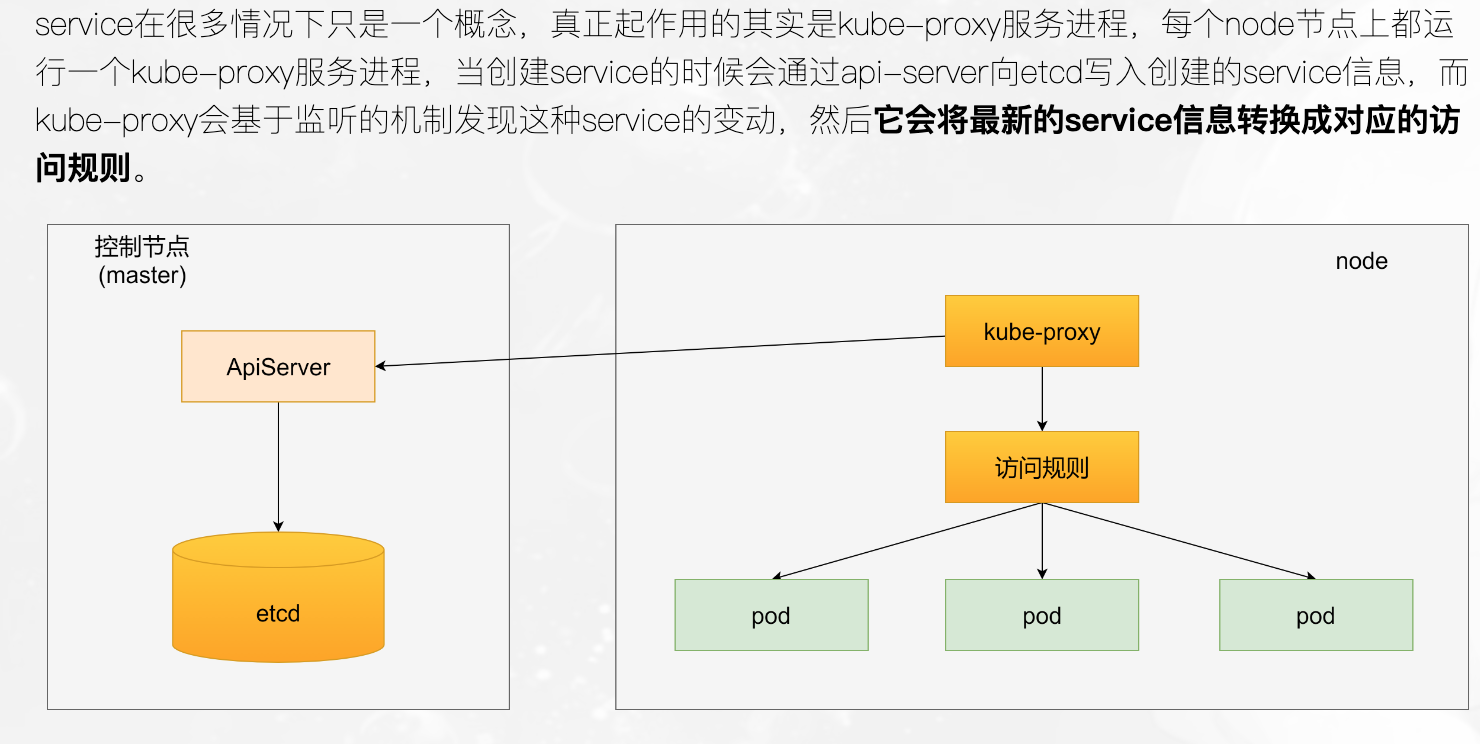 service在很多情况下只是一个概念，真正起作用的其实是kube-proxy服务进程，每个node节点上都运
行一个kube-proxy服务进程，当创建service的时候会通过api-server向etcd写入创建的service信息，而
kube-proxy会基于监听的机制发现这种service的变动，然后它会将最新的service信息转换成对应的访
问规则。
控制节点
(master)
node
kube-proxy
ApiServer
访问规则
etcd
pod
pod
pod